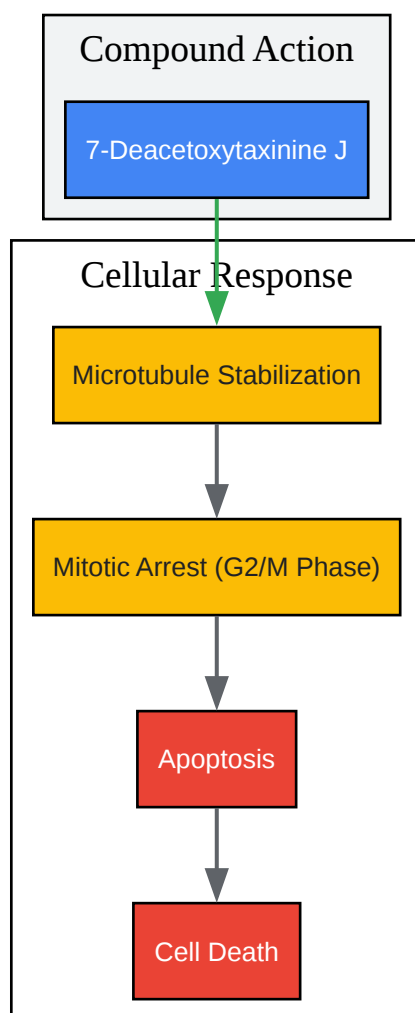 Compound Action
7-Deacetoxytaxinine J
Cellular Response
Microtubule Stabilization
Mitotic Arrest (G2/M Phase)
Apoptosis
Cell Death